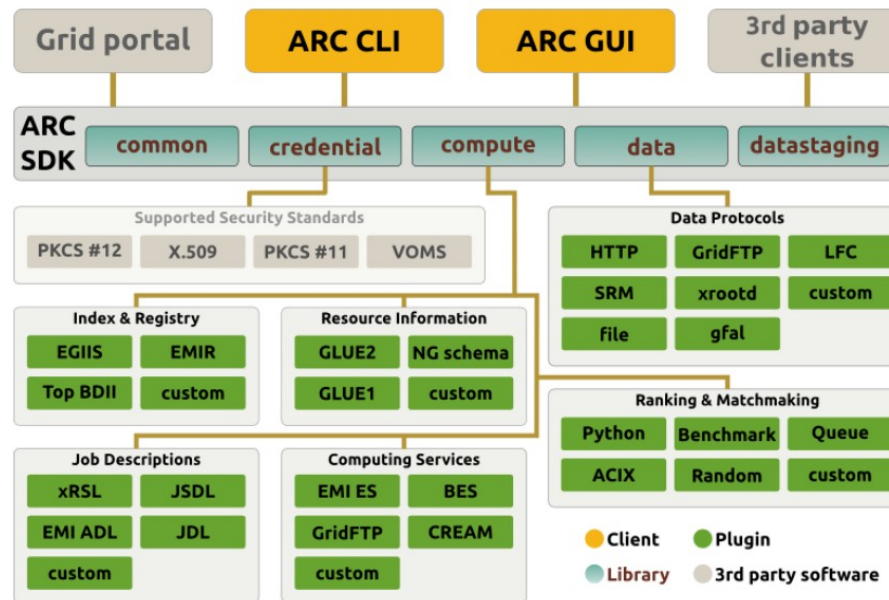 Grid portal
ARC CLI
ARC GUI
3rd party
clients
ARC
SDK
common
credential
compute
data
datastaging
Supported Security Standards
PKCS #12
X.509
PKCS #11
VOMS
Data Protocols
HTTP
GridFTP
LFC
SRM
xrootd
custom
file
gfal
Index & Registry
EGIIS
EMIR
Top BDII
custom
Resource Information
GLUE2
NG schema
GLUE1
custom
Ranking & Matchmaking
Python
Benchmark
Queue
ACIX
Random
custom
Job Descriptions
xRSL
JSDL
EMI ADL
JDL
custom
Computing Services
EMI ES
BES
GridFTP
CREAM
custom
Client
Plugin
Library
3rd party software